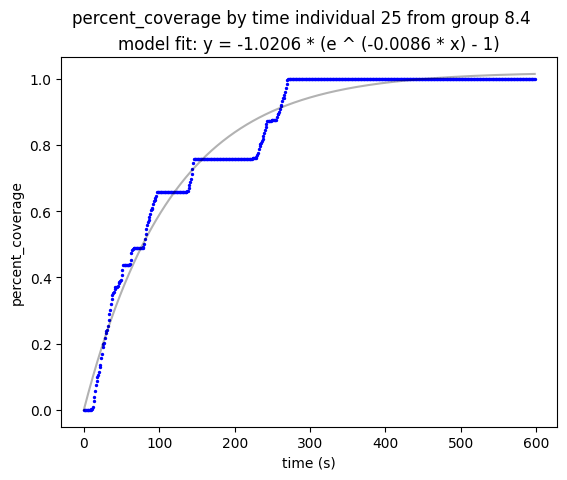 percent_coverage by time individual 25 from group 8.4
model fit: y = -1.0206 * (e ^ (-0.0086 * x) - 1)
1.0
0.8
0.6
0.4
0.2
0.0
percent_coverage
0 100 200 300 400 500 600
time (s)